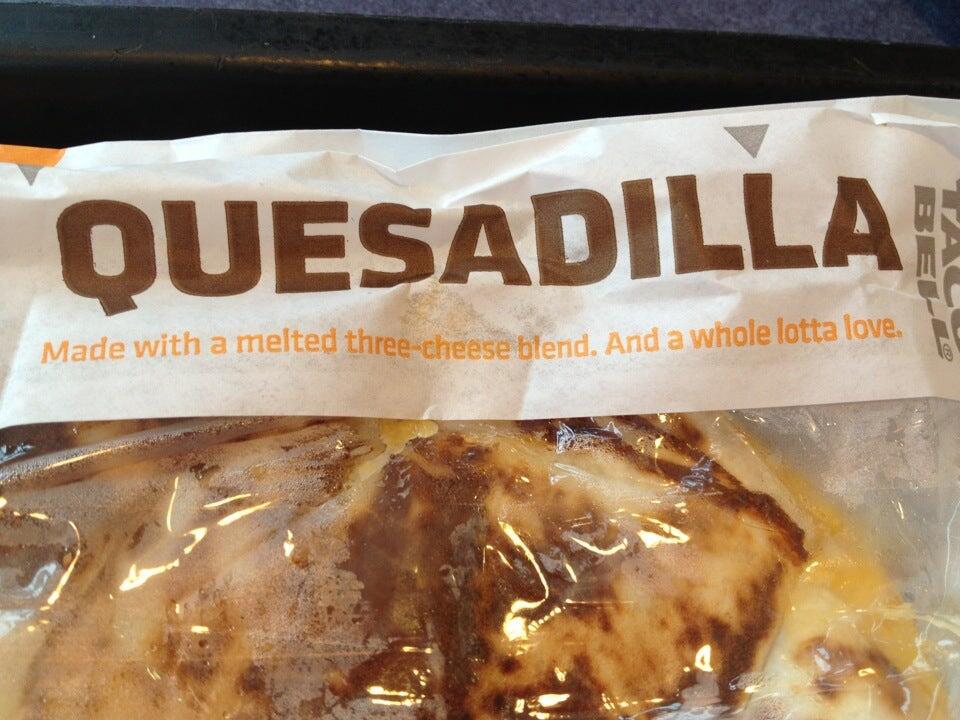 QUESADILLA
Made with a melted three-cheese blend. And a whole lotta love.
TACO
BELL®